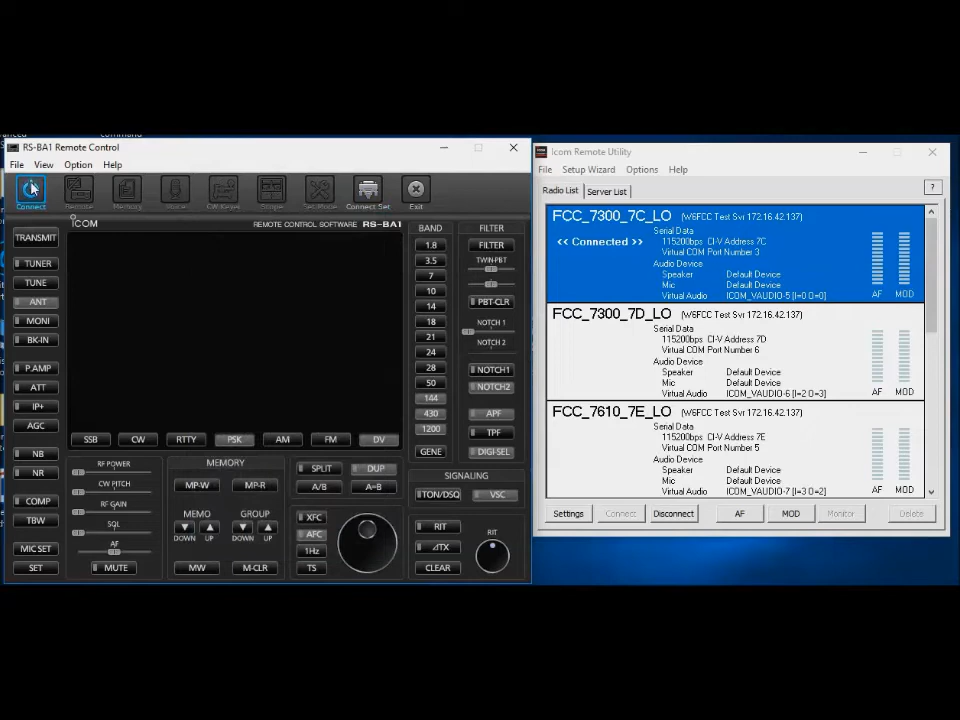 command
RS-BA1 Remote Control
File View Option Help
Connect Remote Memory Voice CW Keyer Scope Set Mode Connect Set Exit
ICOM REMOTE CONTROL SOFTWARE RS-BA1
TRANSMIT
TUNER
TUNE
ANT
MONI
BK-IN
P.AMP
ATT
IP+
AGC
NB
NR
COMP
TBW
MIC SET
SET
SSB CW RTTY PSK AM FM DV
RF POWER
CW PITCH
RF GAIN
SQL
AF
MUTE
MEMORY
MP-W MP-R
MEMO GROUP
DOWN UP DOWN UP
MW M-CLR
SPLIT DUP
A/B A=B
XFC
AFC
1Hz
TS
BAND
1.8
3.5
7
10
14
18
21
24
28
50
144
430
1200
GENE
FILTER
FILTER
TWIN-PBT
PBT-CLR
NOTCH 1
NOTCH 2
NOTCH1
NOTCH2
APF
TPF
DIGI-SEL
SIGNALING
TON/DSQ VSC
RIT
⊿TX
CLEAR
RIT
Icom Remote Utility
File Setup Wizard Options Help
Radio List Server List ?
FCC_7300_7C_LO (W6FCC Test Svr 172.16.42.137)
<< Connected >>
Serial Data
115200bps CI-V Address 7C
Virtual COM Port Number 3
Audio Device
Speaker Default Device
Mic Default Device
Virtual Audio ICOM_VAUDIO-5 [I=0 O=0]
AF MOD
FCC_7300_7D_LO (W6FCC Test Svr 172.16.42.137)
Serial Data
115200bps CI-V Address 7D
Virtual COM Port Number 6
Audio Device
Speaker Default Device
Mic Default Device
Virtual Audio ICOM_VAUDIO-6 [I=2 O=3]
AF MOD
FCC_7610_7E_LO (W6FCC Test Svr 172.16.42.137)
Serial Data
115200bps CI-V Address 7E
Virtual COM Port Number 5
Audio Device
Speaker Default Device
Mic Default Device
Virtual Audio ICOM_VAUDIO-7 [I=3 O=2]
AF MOD
Settings Connect Disconnect AF MOD Monitor Delete